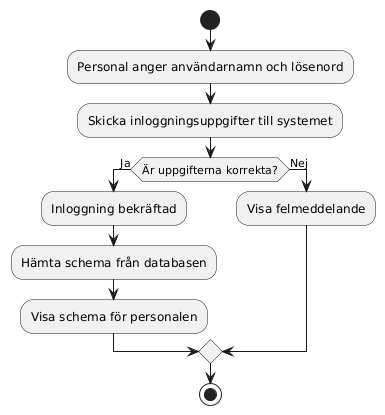 Personal anger användarnamn och lösenord
Skicka inloggningsuppgifter till systemet
Är uppgifterna korrekta?
Ja
Nej
Inloggning bekräftad
Visa felmeddelande
Hämta schema från databasen
Visa schema för personalen